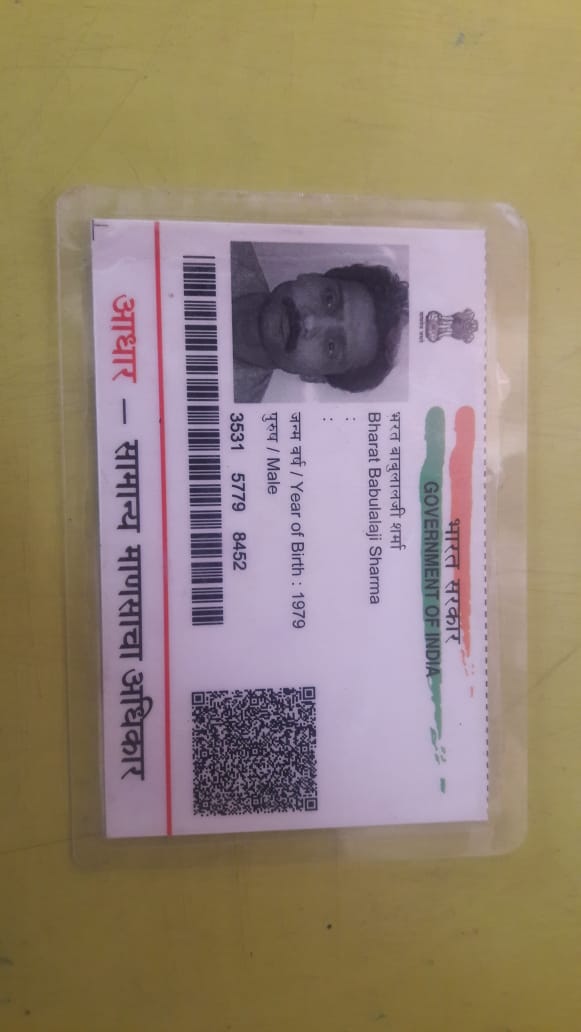 भारत सरकार
GOVERNMENT OF INDIA
भरत बाबुलालजी शर्मा
Bharat Babulalaji Sharma
:
:
जन्म वर्ष / Year of Birth : 1979
पुरुष / Male
3531 5779 8452
आधार – सामान्य माणसाचा अधिकार